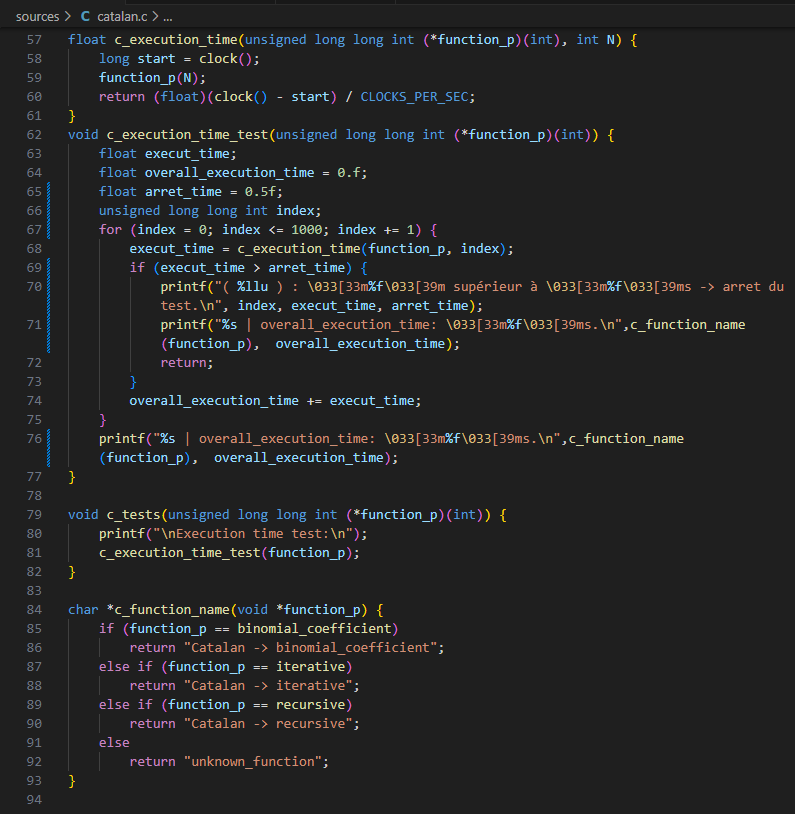 sources > C catalan.c > ...
57 float c_execution_time(unsigned long long int (*function_p)(int), int N) {
58     long start = clock();
59     function_p(N);
60     return (float)(clock() - start) / CLOCKS_PER_SEC;
61 }
62 void c_execution_time_test(unsigned long long int (*function_p)(int)) {
63     float execut_time;
64     float overall_execution_time = 0.f;
65     float arret_time = 0.5f;
66     unsigned long long int index;
67     for (index = 0; index <= 1000; index += 1) {
68         execut_time = c_execution_time(function_p, index);
69         if (execut_time > arret_time) {
70             printf("( %llu ) : \033[33m%f\033[39m supérieur à \033[33m%f\033[39ms -> arret du
test.\n", index, execut_time, arret_time);
71             printf("%s | overall_execution_time: \033[33m%f\033[39ms.\n",c_function_name
(function_p),  overall_execution_time);
72             return;
73         }
74         overall_execution_time += execut_time;
75     }
76     printf("%s | overall_execution_time: \033[33m%f\033[39ms.\n",c_function_name
(function_p),  overall_execution_time);
77 }
78
79 void c_tests(unsigned long long int (*function_p)(int)) {
80     printf("\nExecution time test:\n");
81     c_execution_time_test(function_p);
82 }
83
84 char *c_function_name(void *function_p) {
85     if (function_p == binomial_coefficient)
86         return "Catalan -> binomial_coefficient";
87     else if (function_p == iterative)
88         return "Catalan -> iterative";
89     else if (function_p == recursive)
90         return "Catalan -> recursive";
91     else
92         return "unknown_function";
93 }
94